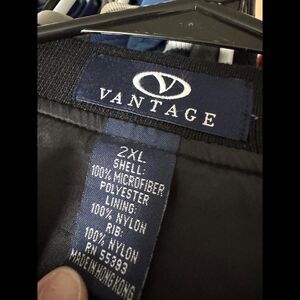 VANTAGE
2XL
SHELL:
100% MICROFIBER
POLYESTER
LINING:
100% NYLON
RIB:
100% NYLON
RN 55393
MADE IN HONG KONG